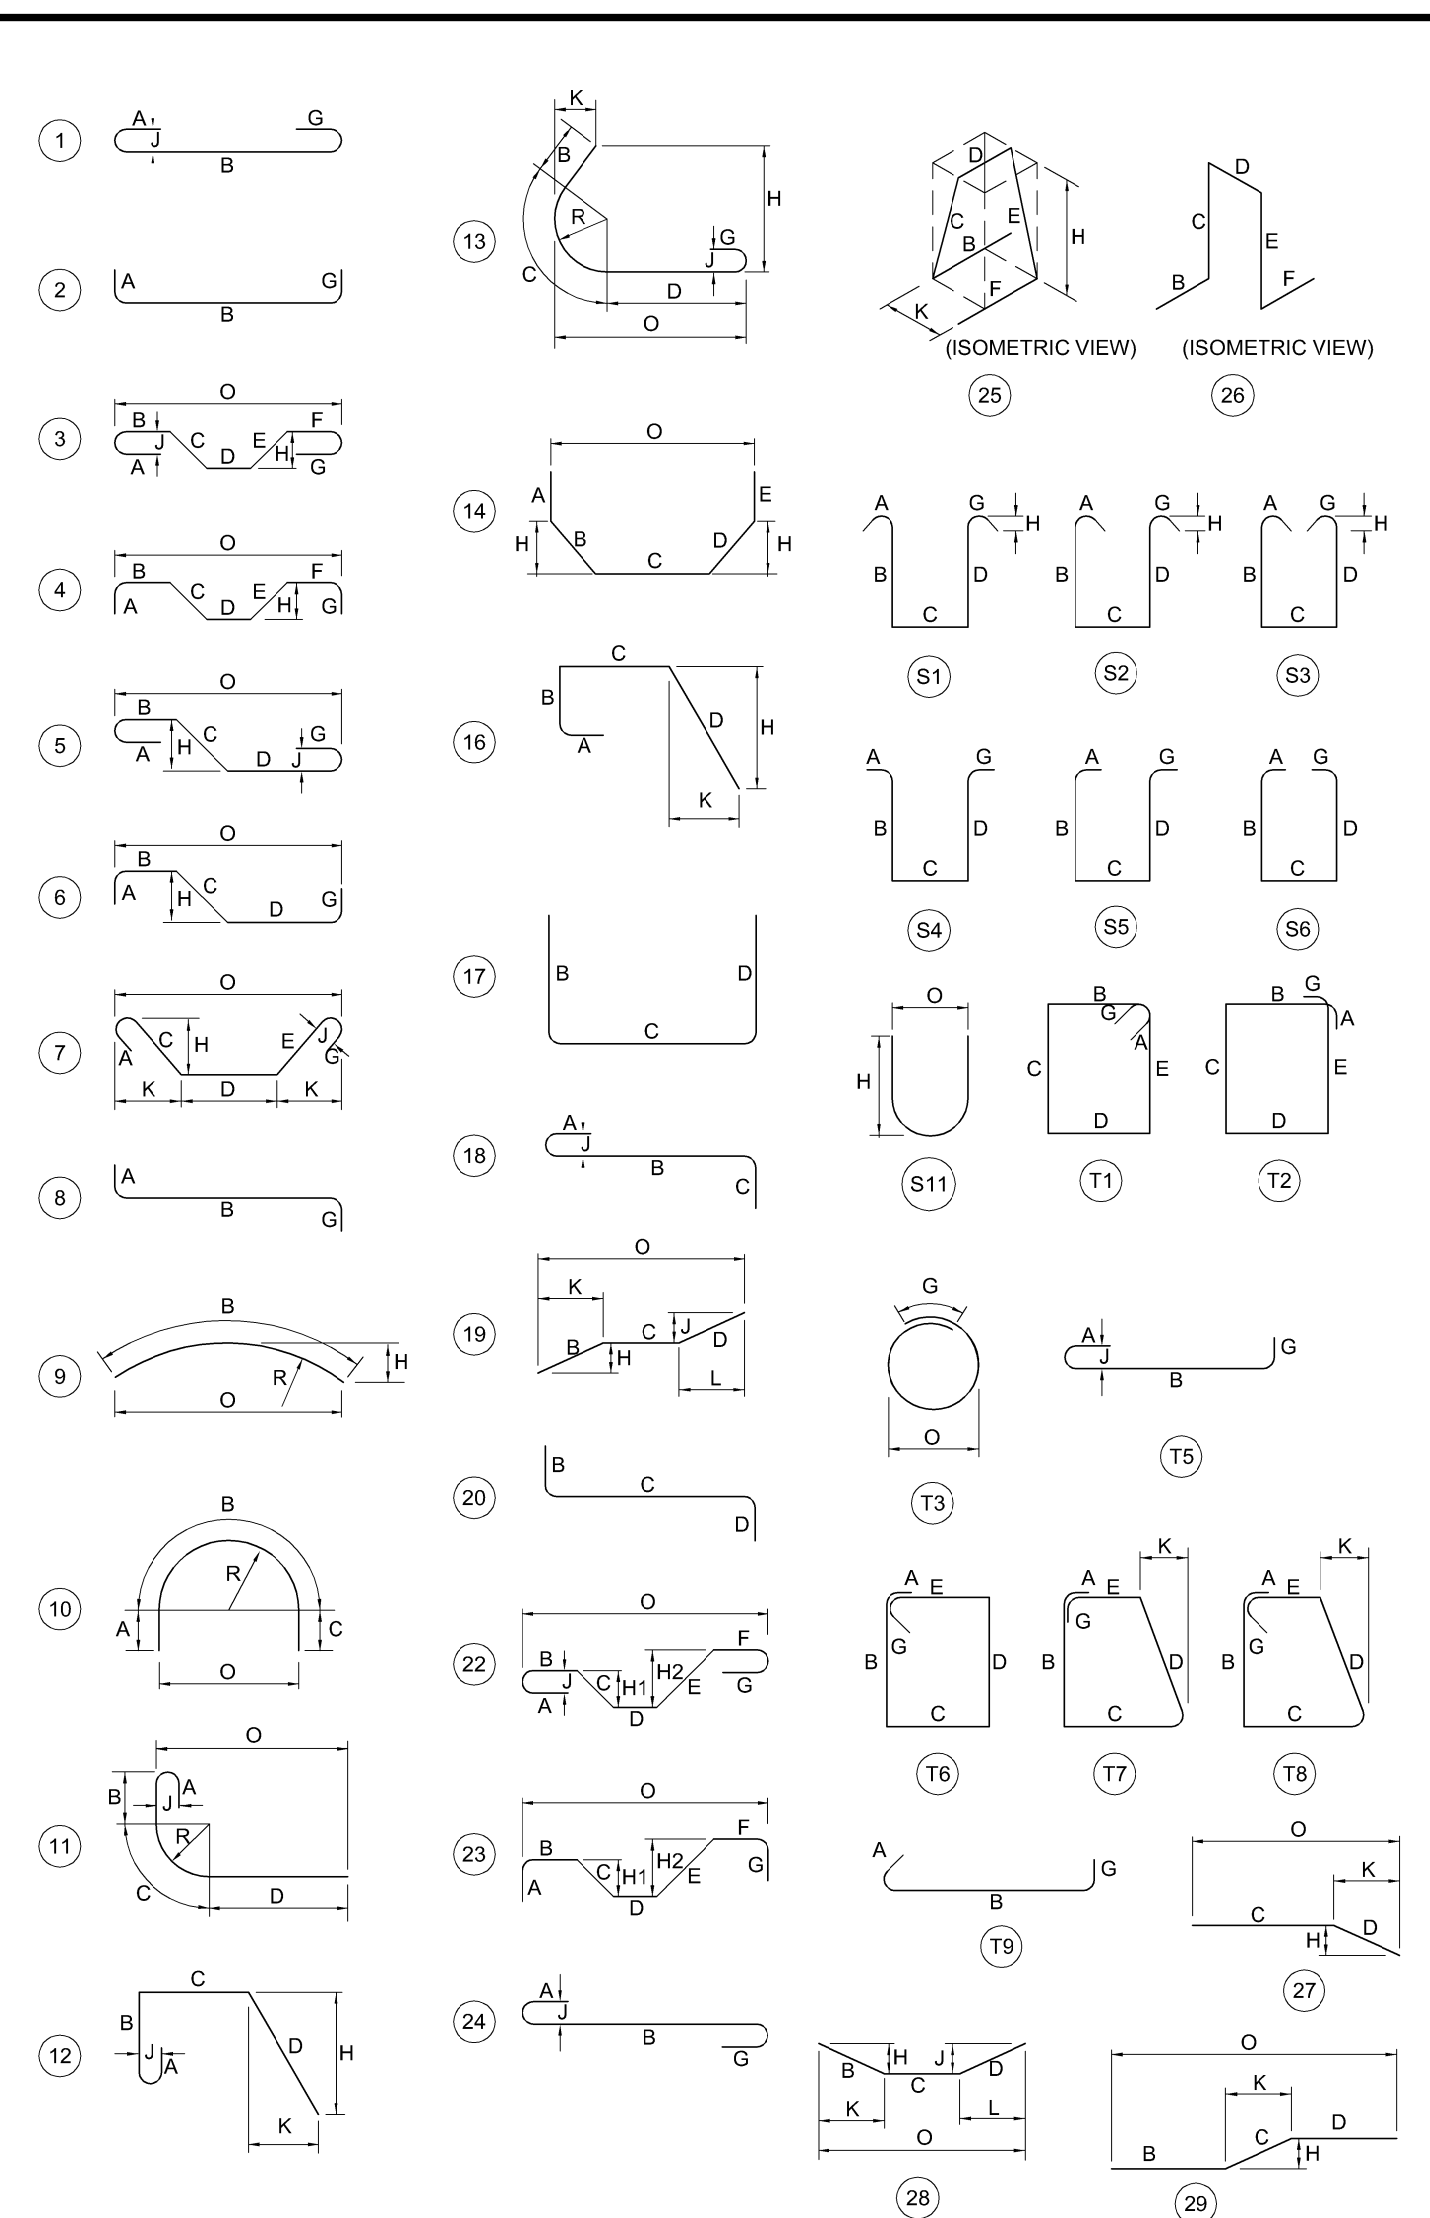 1
A J G
B
2
A G
B
3
O
B F
J C E H
D
A G
4
O
B F
C E
A D H G
5
O
B G
H C
A D J
6
O
B
A H C G
D
7
O
C H E J
A G
K D K
8
A
B
G
9
B
H
R
O
10
B
R
A C
O
11
O
B J A
R
C D
12
C
B
J A D H
K
13
K
B
H
R
G
J
C D
O
14
O
A E
H B D H
C
16
C
B
D H
A
K
17
B D
C
18
A J
B
C
19
O
K
B C J D
H
L
20
B
C
D
22
O
F
B H2
J C H1 E G
A D
23
O
F
B H2 G
C H1 E
A D
24
A
J
B
G
25
D
C E
B H
F
K
(ISOMETRIC VIEW)
26
D
C
E
B F
(ISOMETRIC VIEW)
S1
A G
H
B D
C
S2
A G
H
B D
C
S3
A G
H
B D
C
S4
A G
B D
C
S5
A G
B D
C
S6
A G
B D
C
S11
O
H
T1
B
G
A
C E
D
T2
G
B
A
C E
D
T3
G
O
T5
A
J G
B
T6
A E
G
B D
C
T7
K
A E
G
B D
C
T8
K
A E
G
B D
C
T9
A G
B
27
O
K
C D
H
28
H J
B D
C
K L
O
29
O
K
D
C
B H